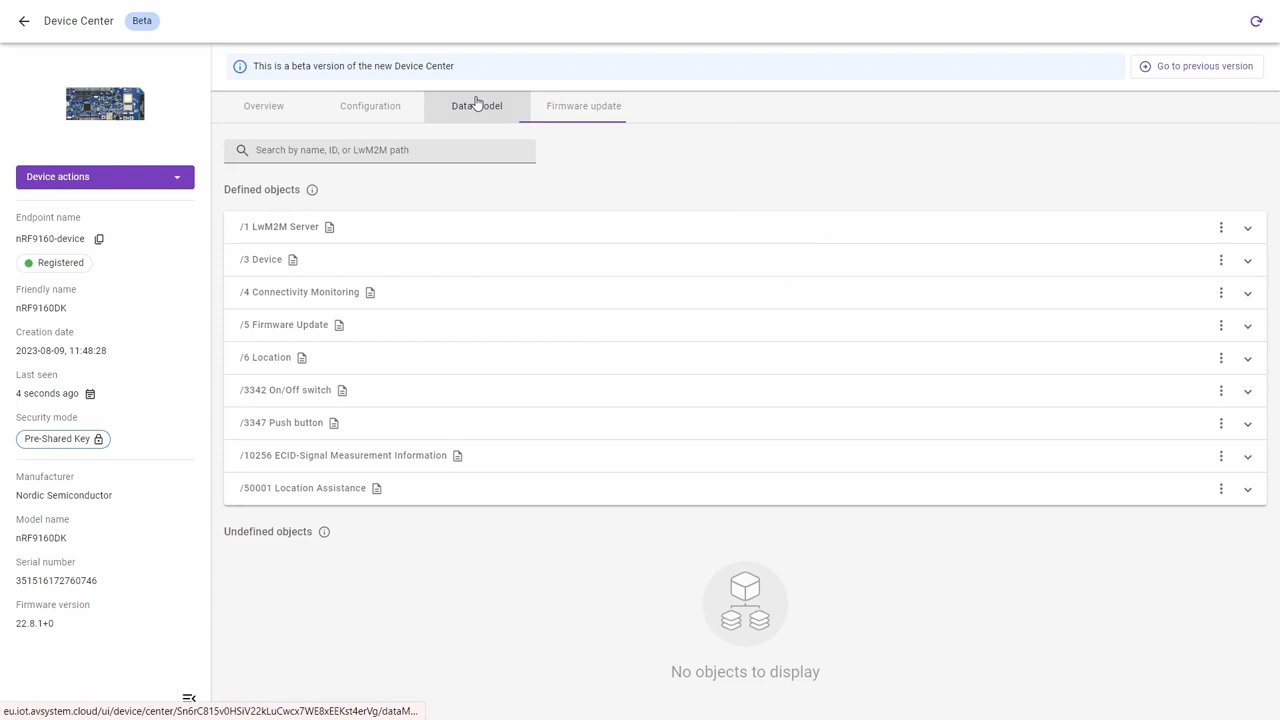 Device Center
Beta
This is a beta version of the new Device Center
Go to previous version
Overview
Configuration
Data model
Firmware update
Search by name, ID, or LwM2M path
Device actions
Endpoint name
nRF9160-device
Registered
Friendly name
nRF9160DK
Creation date
2023-08-09, 11:48:28
Last seen
4 seconds ago
Security mode
Pre-Shared Key
Manufacturer
Nordic Semiconductor
Model name
nRF9160DK
Serial number
351516172760746
Firmware version
22.8.1+0
Defined objects
/1 LwM2M Server
/3 Device
/4 Connectivity Monitoring
/5 Firmware Update
/6 Location
/3342 On/Off switch
/3347 Push button
/10256 ECID-Signal Measurement Information
/50001 Location Assistance
Undefined objects
No objects to display
eu.iot.avsystem.cloud/ui/device/center/Sn6rC815v0HSiV22kLuCwcx7WE8xEEKst4erVg/dataM...